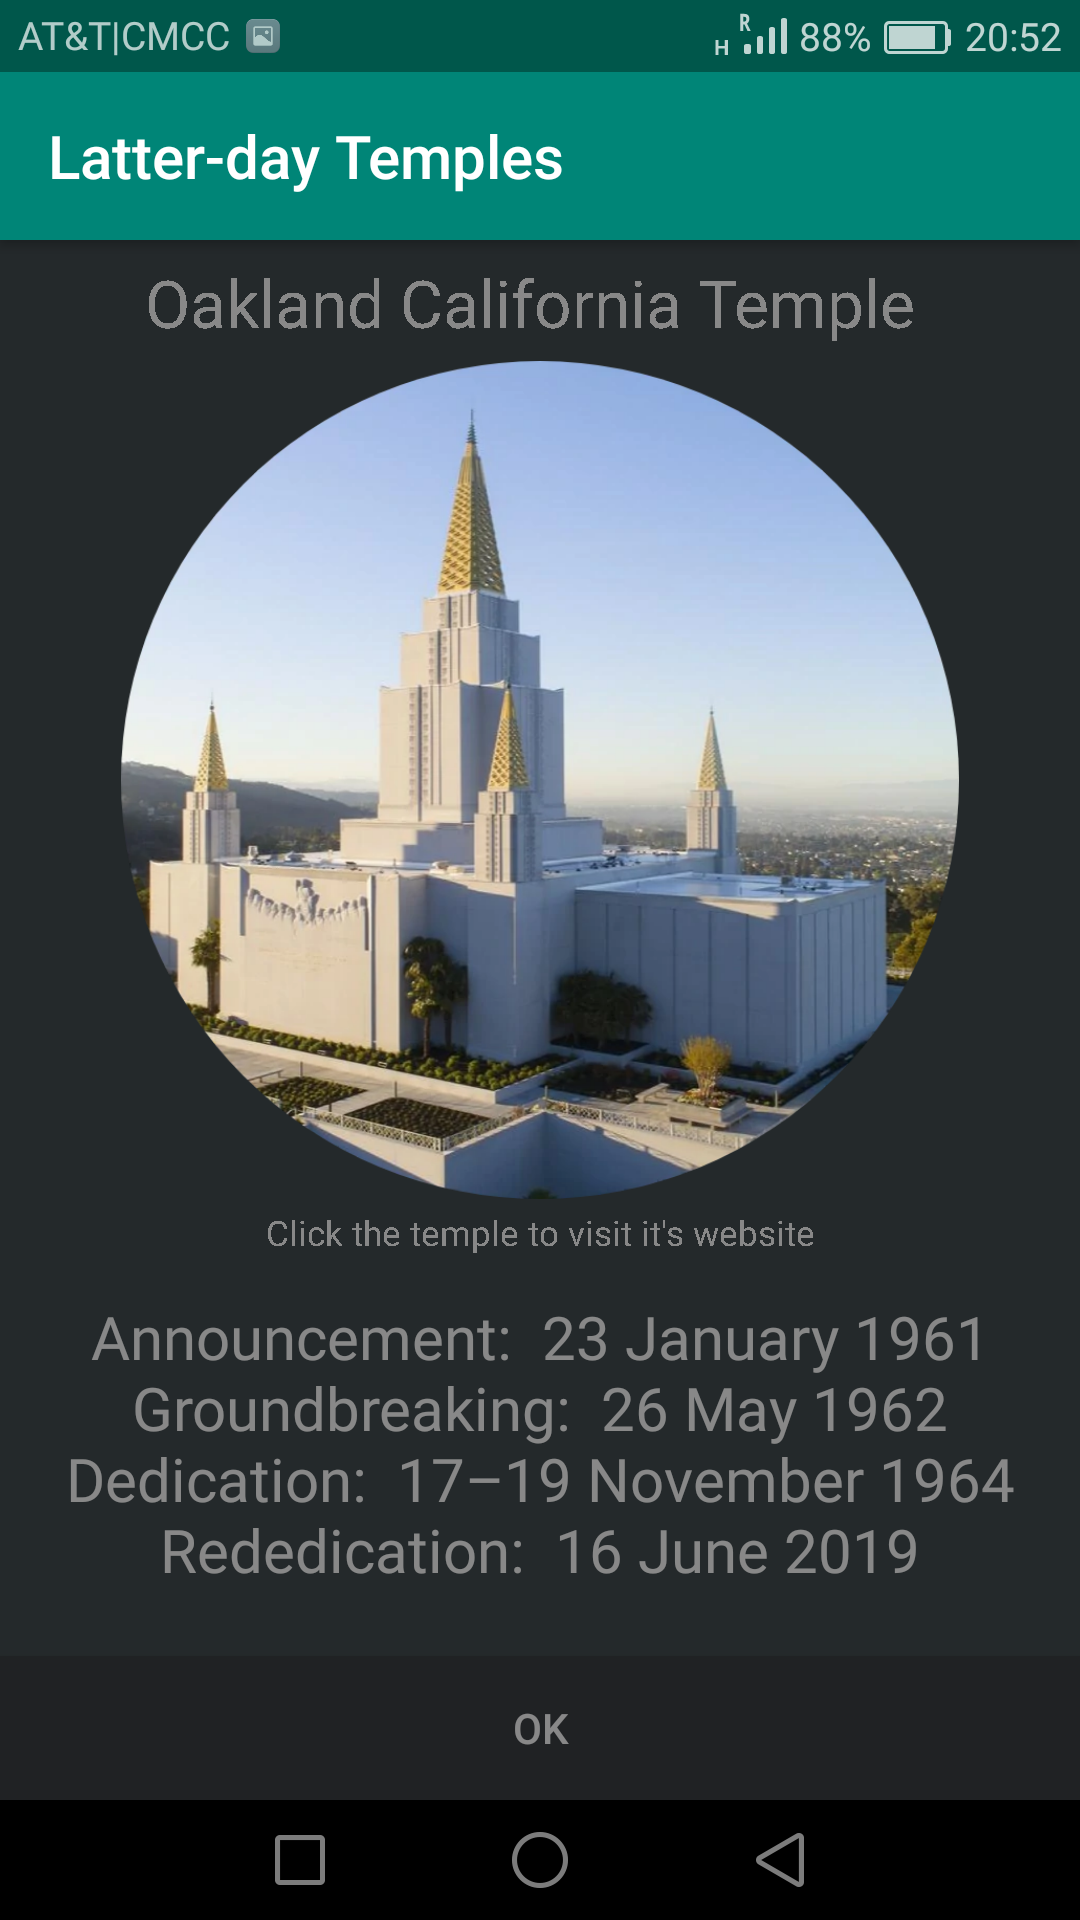 AT&T|CMCC
H R 88% 20:52
Latter-day Temples
Oakland California Temple
Click the temple to visit it's website
Announcement:  23 January 1961
Groundbreaking:  26 May 1962
Dedication:  17–19 November 1964
Rededication:  16 June 2019
OK